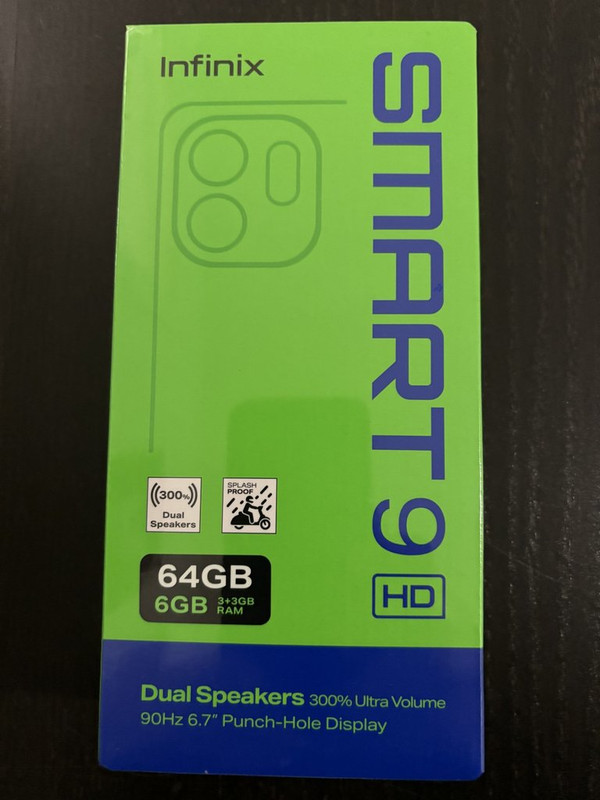 Infinix
SMART 9
HD
300%
Dual
Speakers
SPLASH
PROOF
64GB
6GB 3+3GB
RAM
Dual Speakers 300% Ultra Volume
90Hz 6.7" Punch-Hole Display